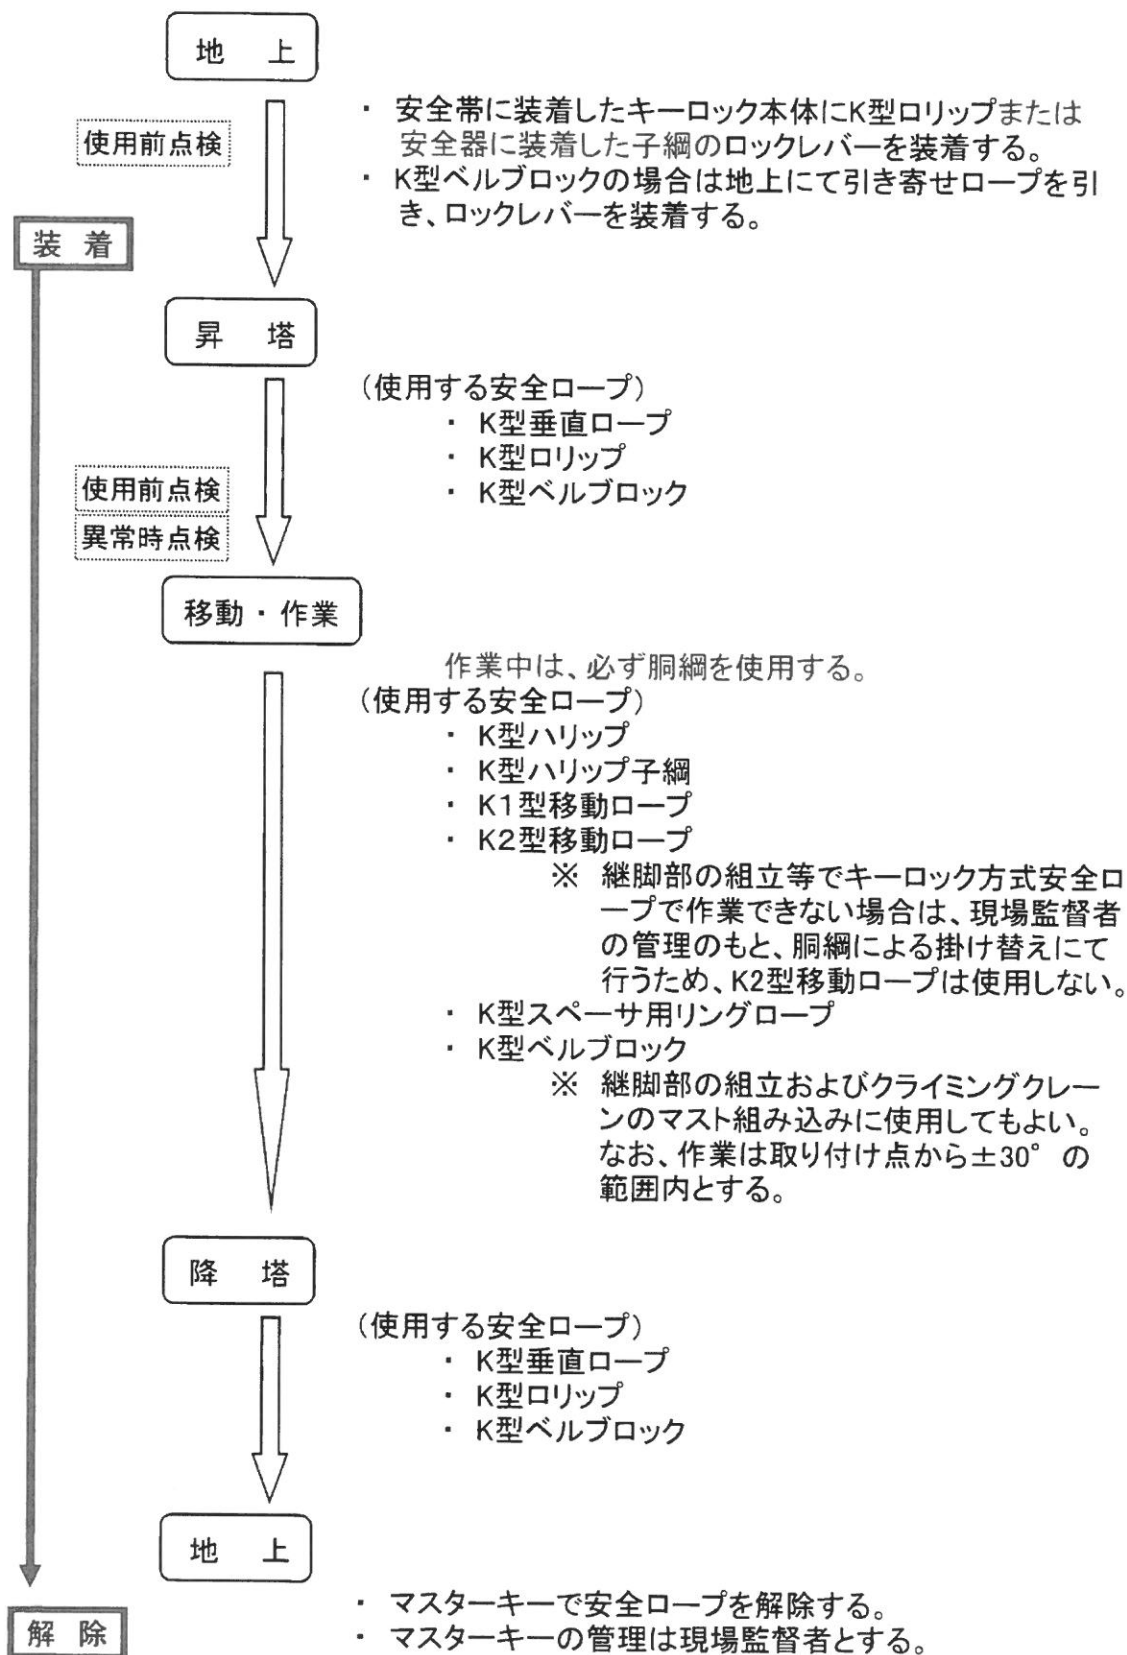 地 上
使用前点検
・ 安全帯に装着したキーロック本体にK型ロリップまたは
安全器に装着した子綱のロックレバーを装着する。
・ K型ベルブロックの場合は地上にて引き寄せロープを引
き、ロックレバーを装着する。
装 着
昇 塔
(使用する安全ロープ)
・ K型垂直ロープ
・ K型ロリップ
・ K型ベルブロック
使用前点検
異常時点検
移動・作業
作業中は、必ず胴綱を使用する。
(使用する安全ロープ)
・ K型ハリップ
・ K型ハリップ子綱
・ K1型移動ロープ
・ K2型移動ロープ
※ 継脚部の組立等でキーロック方式安全ロ
ープで作業できない場合は、現場監督者
の管理のもと、胴綱による掛け替えにて
行うため、K2型移動ロープは使用しない。
・ K型スペーサ用リングロープ
・ K型ベルブロック
※ 継脚部の組立およびクライミングクレー
ンのマスト組み込みに使用してもよい。
なお、作業は取り付け点から±30°の
範囲内とする。
降 塔
(使用する安全ロープ)
・ K型垂直ロープ
・ K型ロリップ
・ K型ベルブロック
地 上
解 除
・ マスターキーで安全ロープを解除する。
・ マスターキーの管理は現場監督者とする。